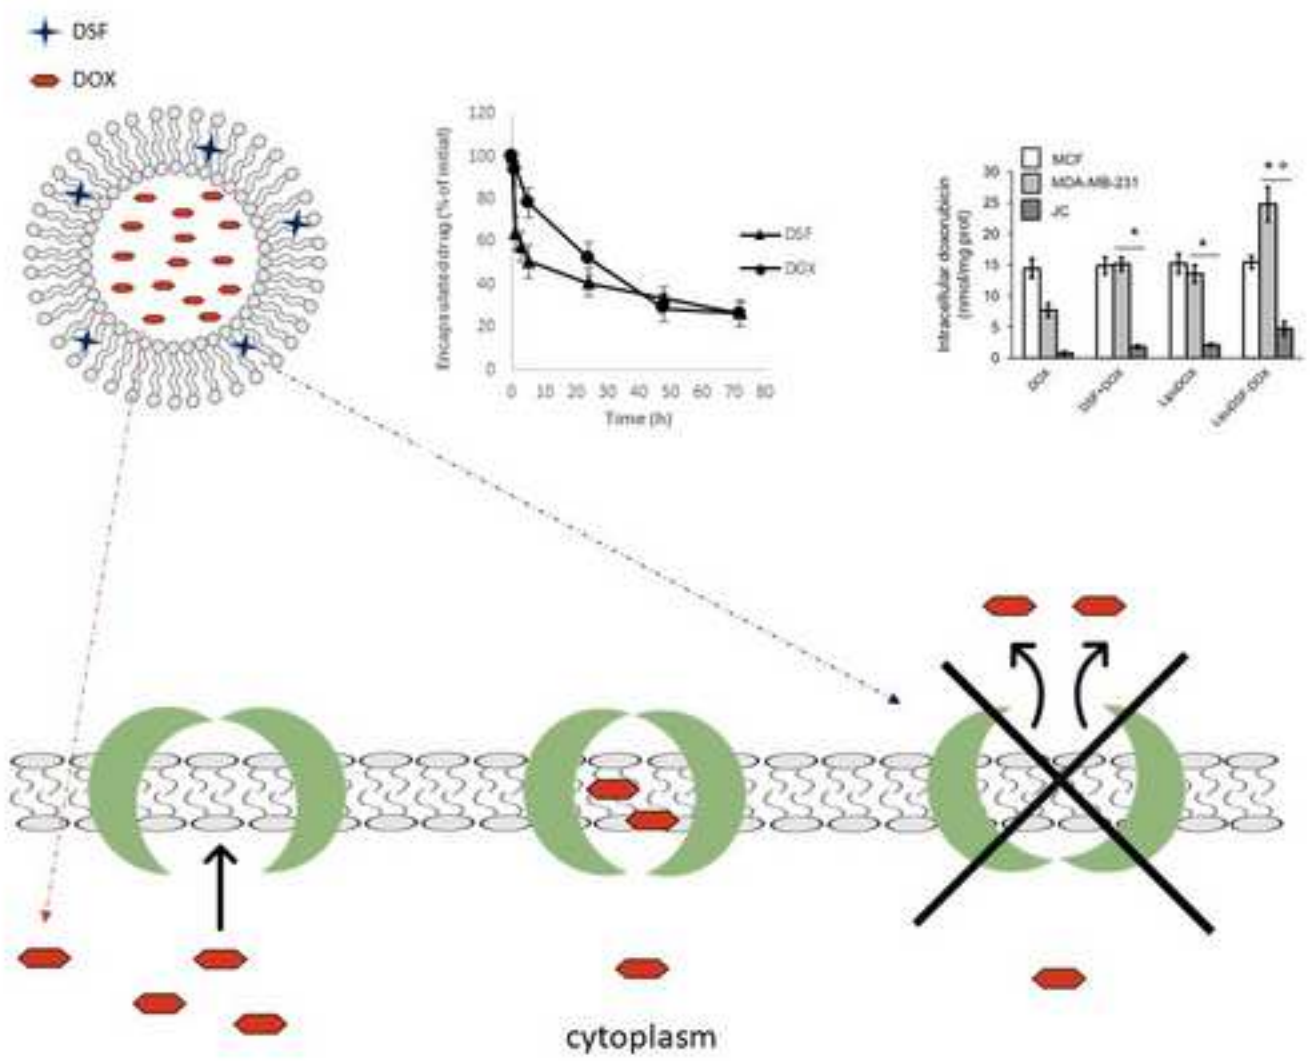 DSF
DOX
Encapsulated drug (% of initial)
120
100
80
60
40
20
0
0 10 20 30 40 50 60 70 80
Time (h)
DSF
DOX
Intracellular doxorubicin
(nmol/mg prot)
30
25
20
15
10
5
0
MCF
MDA-MB-231
JC
*
*
DOX
DSF+DOX
LipoDOX
LipoDSF-DOX
cytoplasm